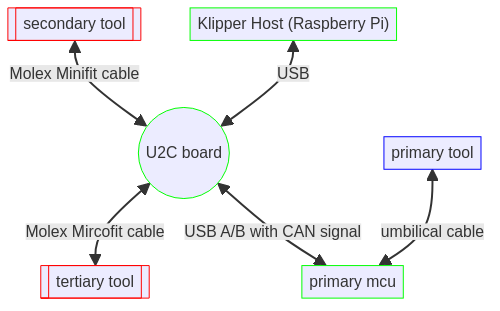 secondary tool
Klipper Host (Raspberry Pi)
Molex Minifit cable
USB
U2C board
primary tool
Molex Mircofit cable
USB A/B with CAN signal
umbilical cable
tertiary tool
primary mcu